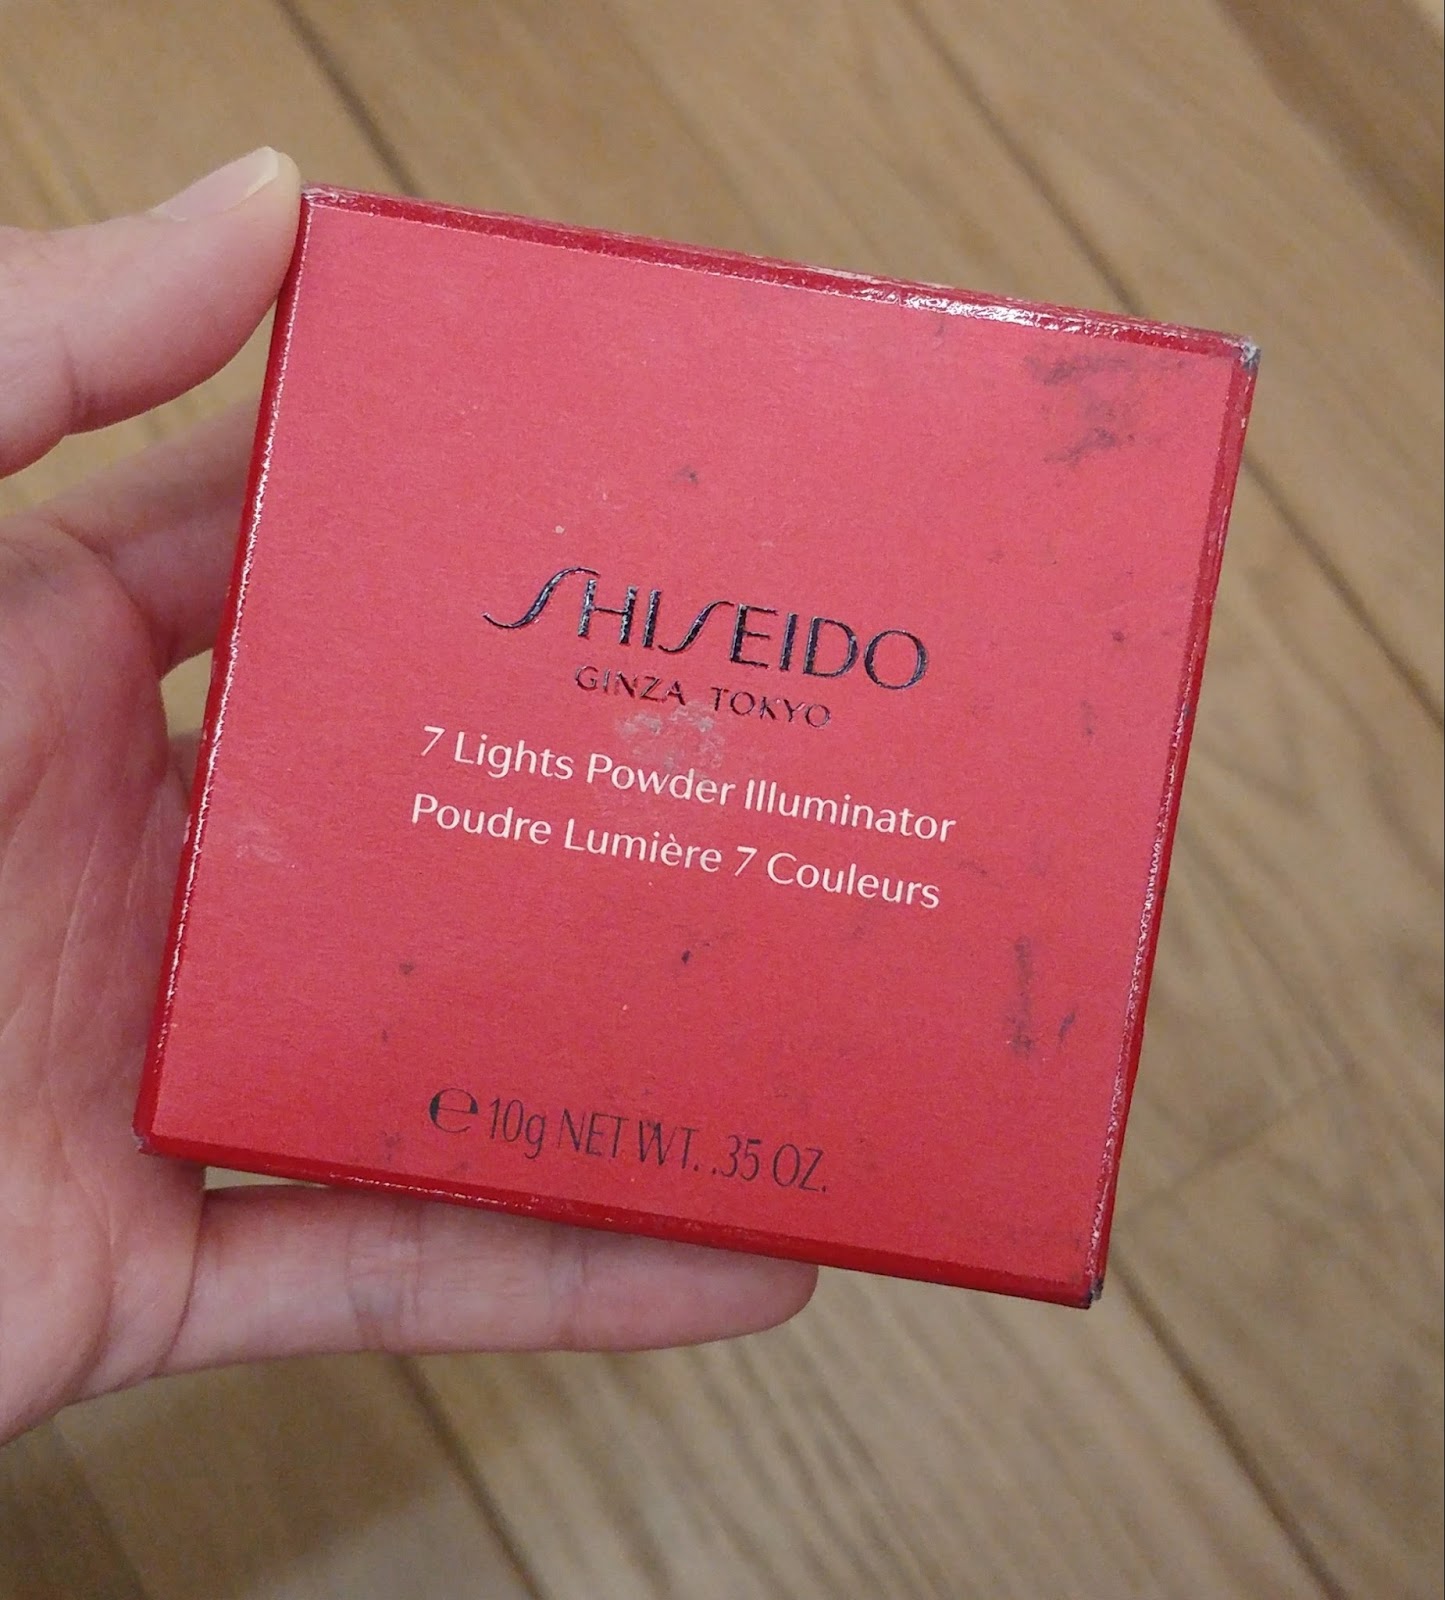 SHISEIDO
GINZA TOKYO
7 Lights Powder Illuminator
Poudre Lumière 7 Couleurs
℮ 10g NET WT. .35 OZ.